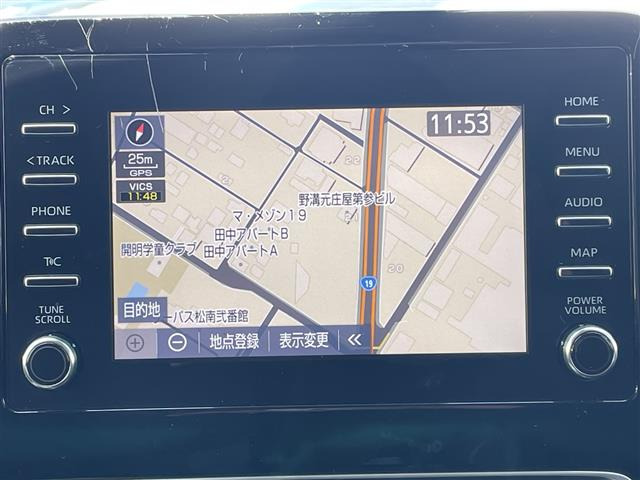 CH >
< TRACK
PHONE
T&C
TUNE
SCROLL
HOME
MENU
AUDIO
MAP
POWER
VOLUME
11:53
25m
GPS
VICS
11:48
22
野溝元庄屋第参ビル
マ・メゾン19
田中アパートB
開明学童クラブ
田中アパートA
20
19
目的地
ーバス松南弐番館
地点登録
表示変更